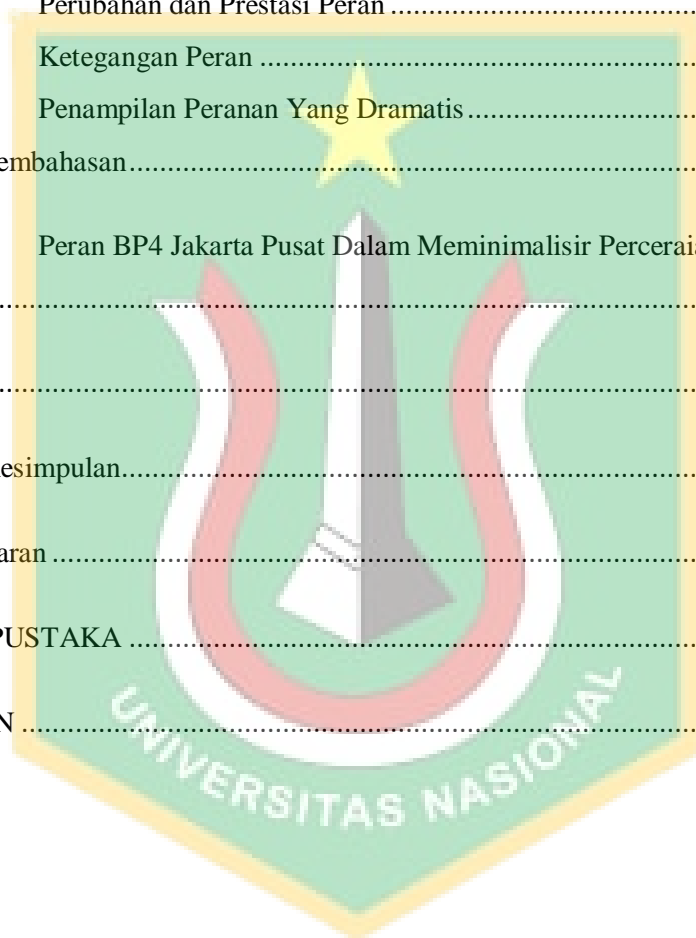 Perubahan dan Prestasi Peran ................................................
Ketegangan Peran ................................................................
Penampilan Peranan Yang Dramatis ..................................
embahasan............................................................................
Peran BP4 Jakarta Pusat Dalam Meminimalisir Percerai
.............................................................................................
.............................................................................................
esimpulan..............................................................................
aran ......................................................................................
PUSTAKA ............................................................................
N ...........................................................................................
UNIVERSITAS NASIONAL